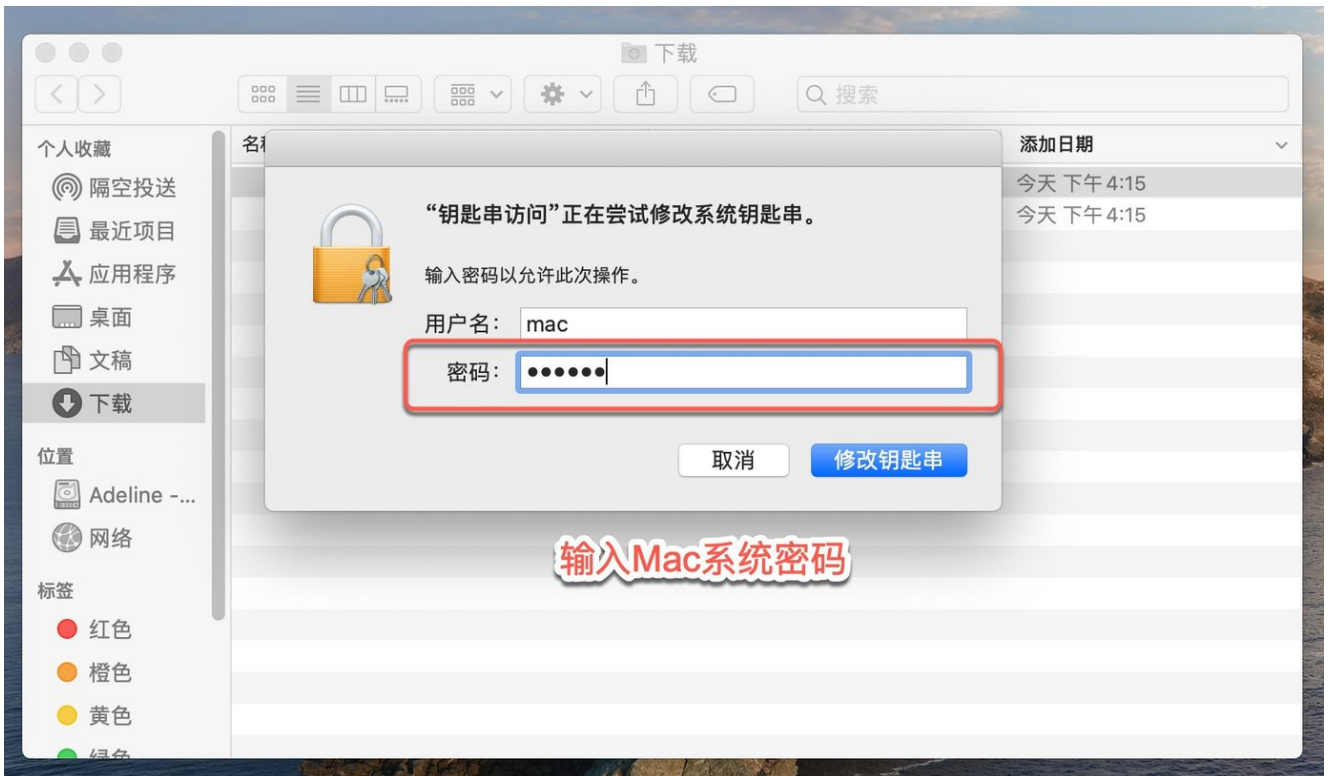 下载
搜索
个人收藏
隔空投送
最近项目
应用程序
桌面
文稿
下载
位置
Adeline -...
网络
标签
红色
橙色
黄色
绿色
添加日期
今天 下午4:15
今天 下午4:15
“钥匙串访问”正在尝试修改系统钥匙串。
输入密码以允许此次操作。
用户名： mac
密码： ●●●●●●
取消
修改钥匙串
输入Mac系统密码